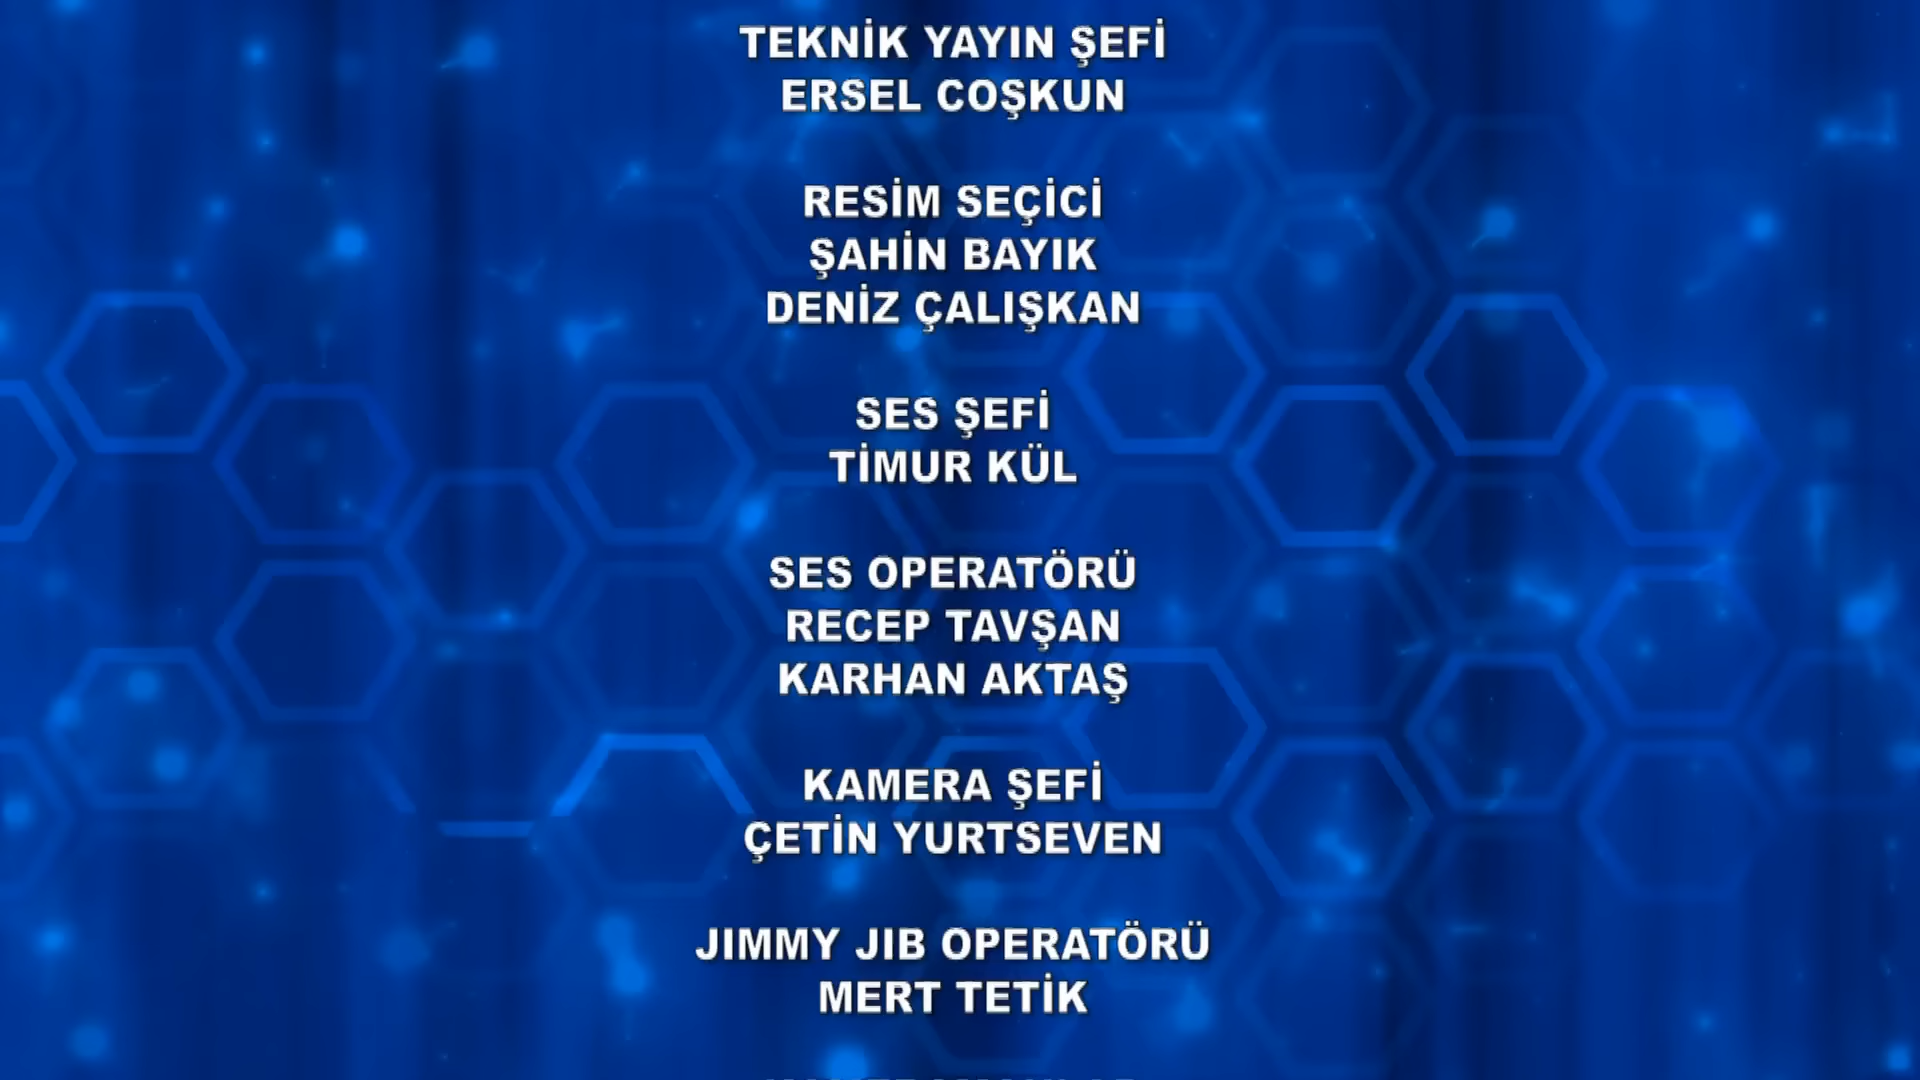 TEKNİK YAYIN ŞEFİ
ERSEL COŞKUN
RESİM SEÇİCİ
ŞAHİN BAYIK
DENİZ ÇALIŞKAN
SES ŞEFİ
TİMUR KÜL
SES OPERATÖRÜ
RECEP TAVŞAN
KARHAN AKTAŞ
KAMERA ŞEFİ
ÇETİN YURTSEVEN
JIMMY JIB OPERATÖRÜ
MERT TETİK